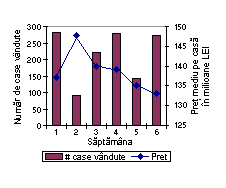 Număr de case vândute
300
250
200
150
100
50
0
150
145
140
135
130
125
Preț mediu pe casă
în milioane LEI
1 2 3 4 5 6
Săptămâna
# case vândute Preț